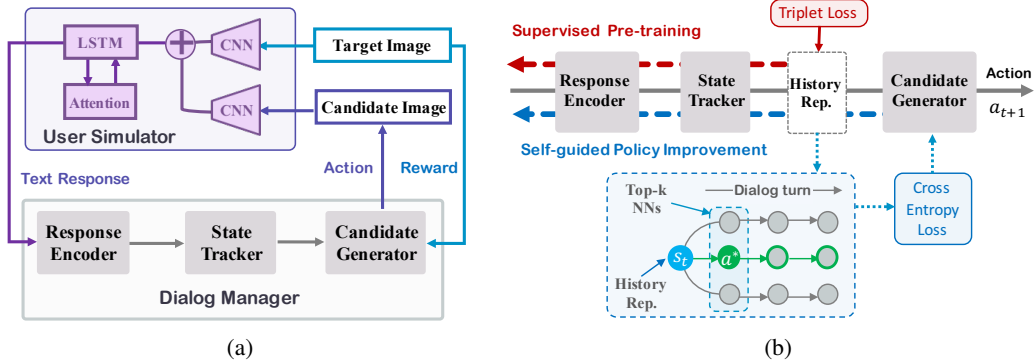 LSTM
Attention
CNN
CNN
Target Image
Candidate Image
User Simulator
Text Response
Action
Reward
Response
Encoder
State
Tracker
Candidate
Generator
Dialog Manager
(a)
Triplet Loss
Supervised Pre-training
Response
Encoder
State
Tracker
History
Rep.
Candidate
Generator
Action
a_{t+1}
Self-guided Policy Improvement
Top-k
NNs
Dialog turn
s_t
a*
History
Rep.
Cross
Entropy
Loss
(b)